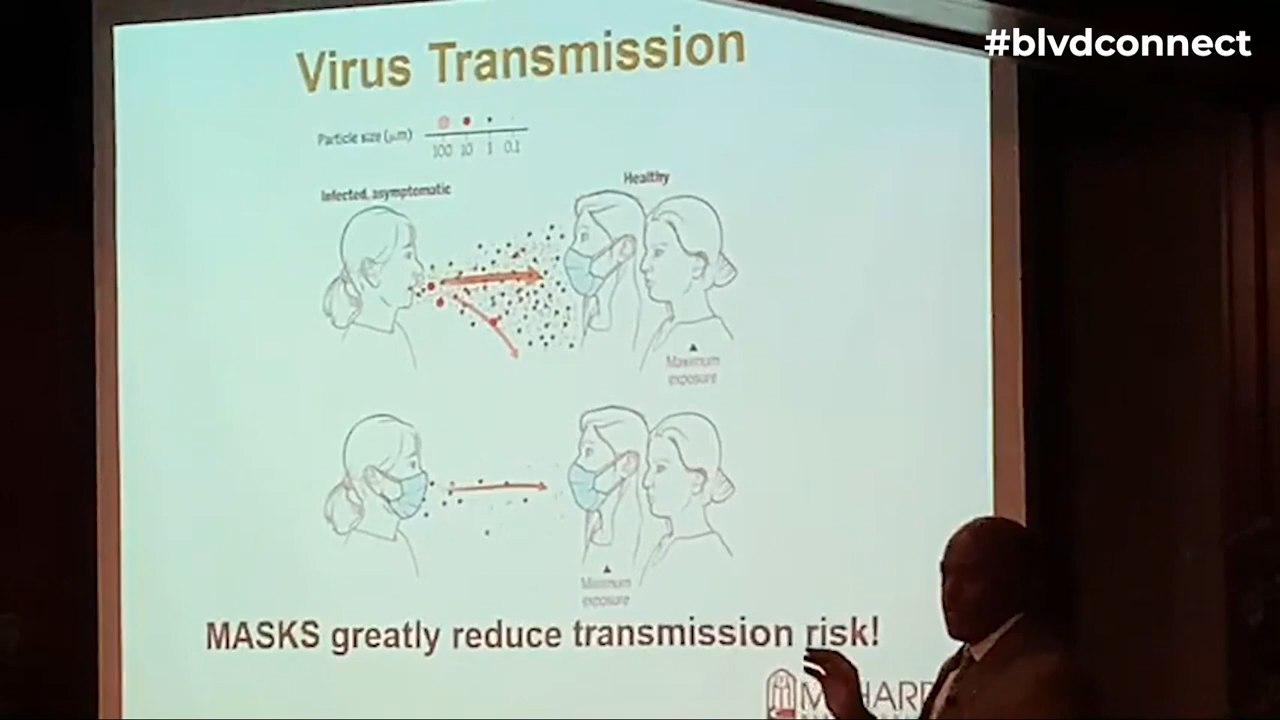 #blvdconnect
Virus Transmission
Particle size (μm)
100 10 1 0.1
Infected, asymptomatic
Healthy
Maximum
exposure
Minimum
exposure
MASKS greatly reduce transmission risk!